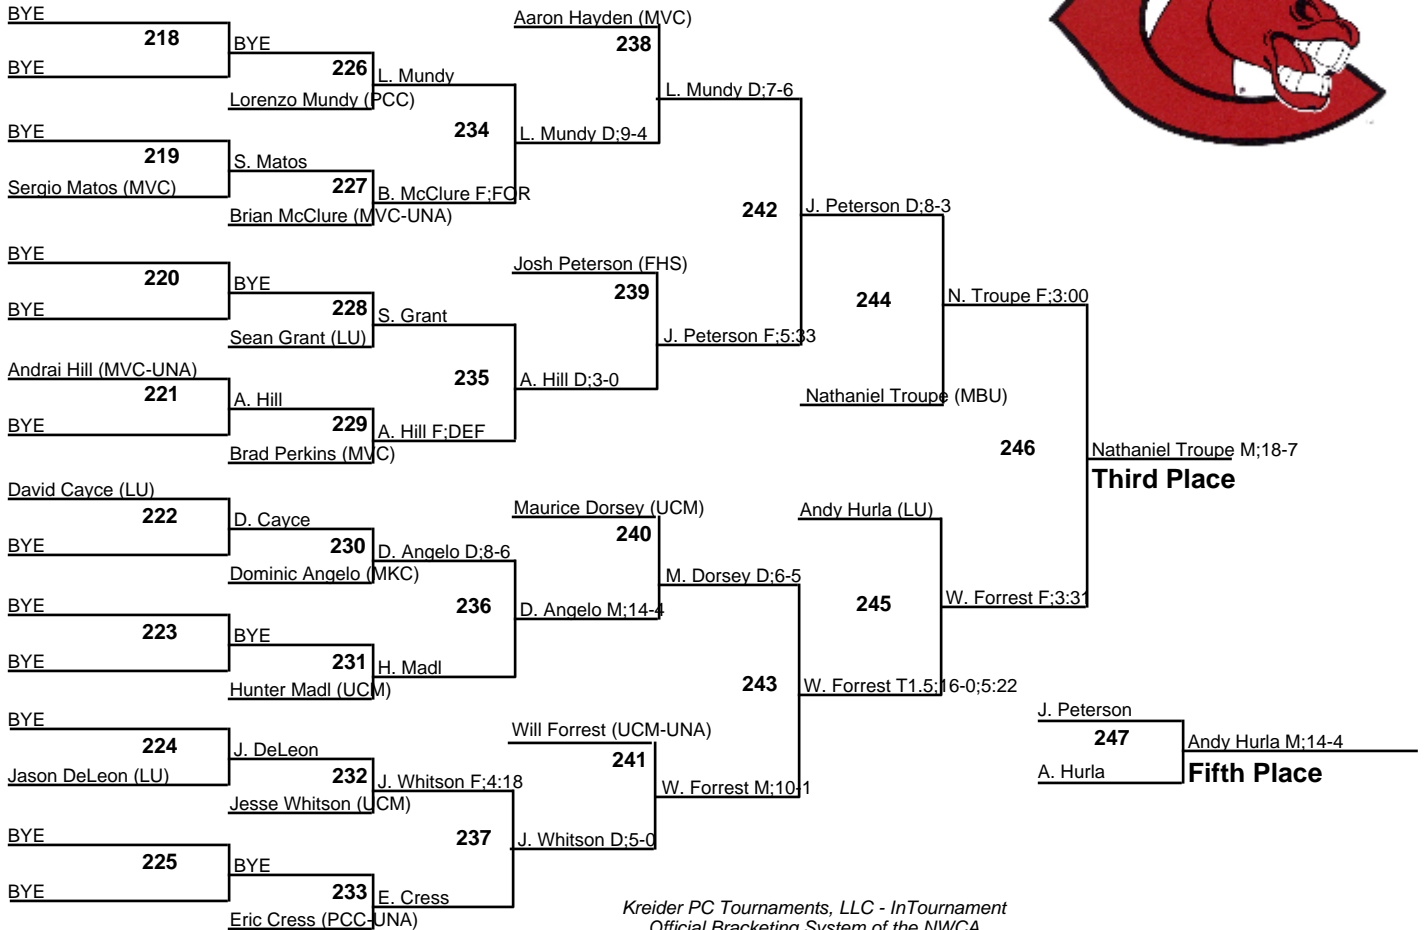 BYE
218
BYE
BYE
226
L. Mundy
Lorenzo Mundy (PCC)
BYE
219
Sergio Matos (MVC)
S. Matos
227
B. McClure F;FOR
Brian McClure (MVC-UNA)
234
L. Mundy D;9-4
Aaron Hayden (MVC)
238
L. Mundy D;7-6
BYE
220
BYE
BYE
228
S. Grant
Sean Grant (LU)
Andrai Hill (MVC-UNA)
221
BYE
A. Hill
229
A. Hill F;DEF
Brad Perkins (MVC)
235
A. Hill D;3-0
Josh Peterson (FHS)
239
J. Peterson F;5:33
242
J. Peterson D;8-3
244
Nathaniel Troupe (MBU)
N. Troupe F;3:00
246
Nathaniel Troupe M;18-7
Third Place
David Cayce (LU)
222
BYE
D. Cayce
230
D. Angelo D;8-6
Dominic Angelo (MKC)
BYE
223
BYE
BYE
231
H. Madl
Hunter Madl (UCM)
236
D. Angelo M;14-4
Maurice Dorsey (UCM)
240
M. Dorsey D;6-5
BYE
224
Jason DeLeon (LU)
J. DeLeon
232
J. Whitson F;4:18
Jesse Whitson (UCM)
BYE
225
BYE
BYE
233
E. Cress
Eric Cress (PCC-UNA)
237
J. Whitson D;5-0
Will Forrest (UCM-UNA)
241
W. Forrest M;10-1
243
W. Forrest T1.5;16-0;5:22
Andy Hurla (LU)
245
W. Forrest F;3:31
J. Peterson
247
A. Hurla
Andy Hurla M;14-4
Fifth Place
Kreider PC Tournaments, LLC - InTournament
Official Bracketing System of the NWCA